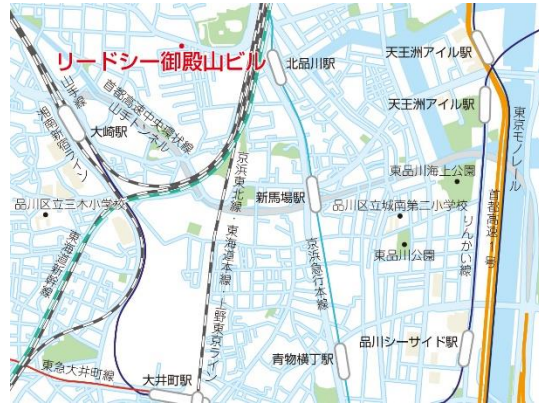 リードシー御殿山ビル
北品川駅
天王洲アイル駅
天王洲アイル駅
山手線
首都高速中央環状線
山手トンネル
大崎駅
湘南新宿ライン
東京モノレール
京浜東北線・東海道本線
上野東京ライン
東品川海上公園
首都高速1号
新馬場駅
品川区立三木小学校
品川区立城南第二小学校
りんかい線
東海道新幹線
京浜急行本線
東品川公園
青物横丁駅
品川シーサイド駅
東急大井町線
大井町駅